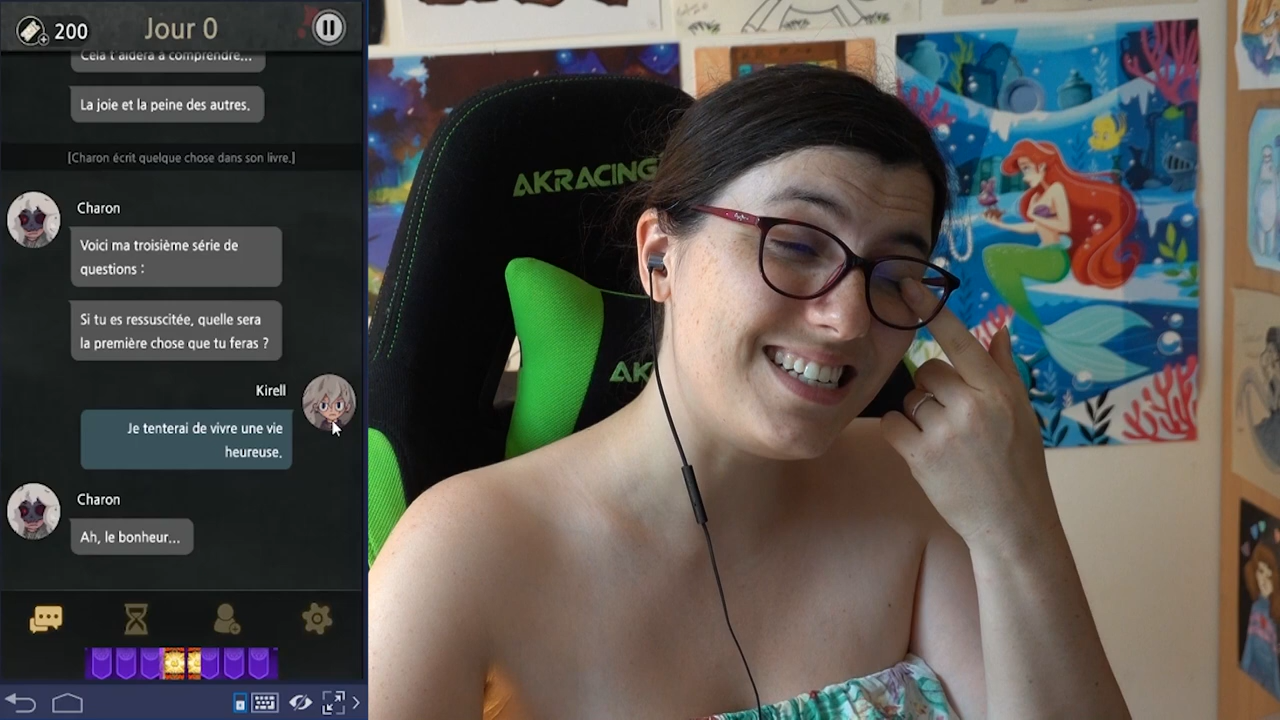 200
Jour 0
Cela t'aidera à comprendre...
La joie et la peine des autres.
[Charon écrit quelque chose dans son livre.]
Charon
Voici ma troisième série de
questions :
Si tu es ressuscitée, quelle sera
la première chose que tu feras ?
Kirell
Je tenterai de vivre une vie
heureuse.
Charon
Ah, le bonheur...
AKRACING
AK